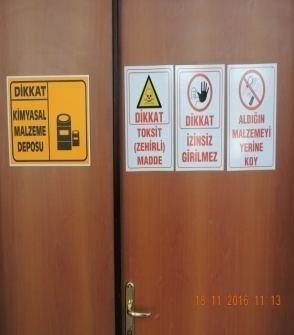 DİKKAT
KİMYASAL
MALZEME
DEPOSU
DİKKAT
TOKSİT
(ZEHİRLİ)
MADDE
DİKKAT
İZİNSİZ
GİRİLMEZ
ALDIĞIN
MALZEMEYİ
YERİNE
KOY
18 11 2016 11 13